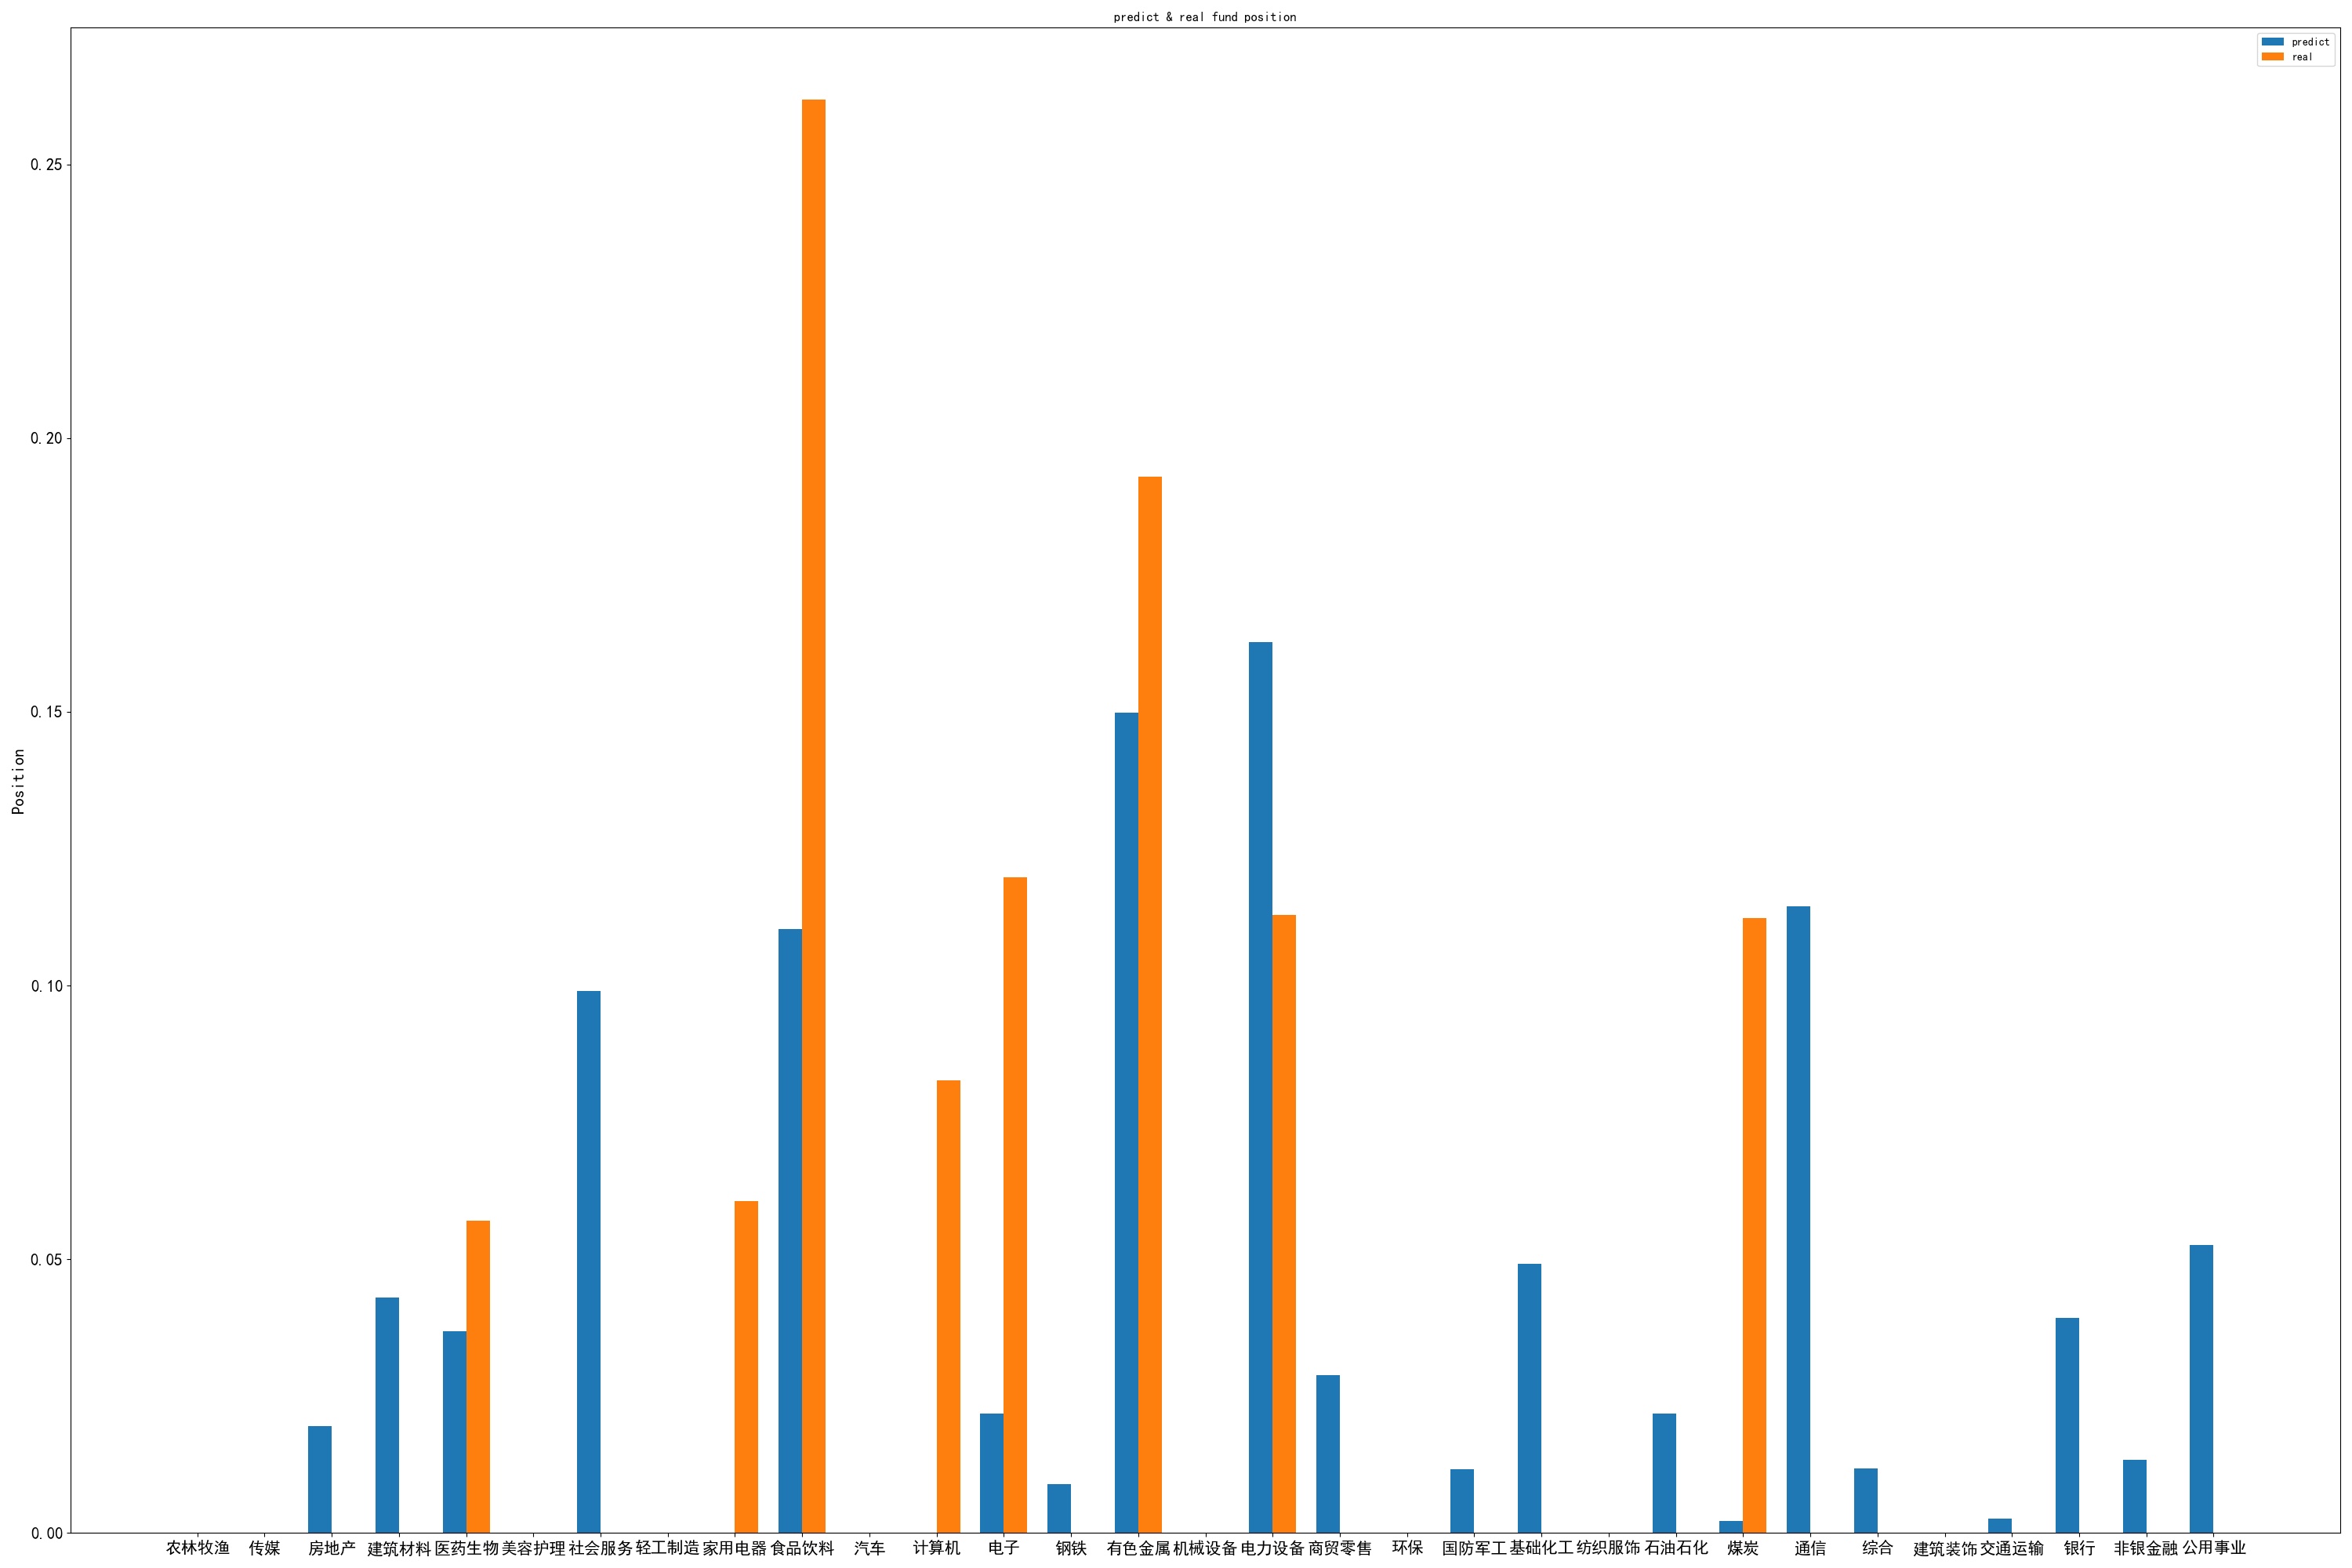 predict & real fund position
predict
real
0.25
0.20
0.15
0.10
0.05
0.00
Position
农林牧渔 传媒 房地产 建筑材料 医药生物 美容护理 社会服务 轻工制造 家用电器 食品饮料 汽车 计算机 电子 钢铁 有色金属 机械设备 电力设备 商贸零售 环保 国防军工 基础化工 纺织服饰 石油石化 煤炭 通信 综合 建筑装饰 交通运输 银行 非银金融 公用事业